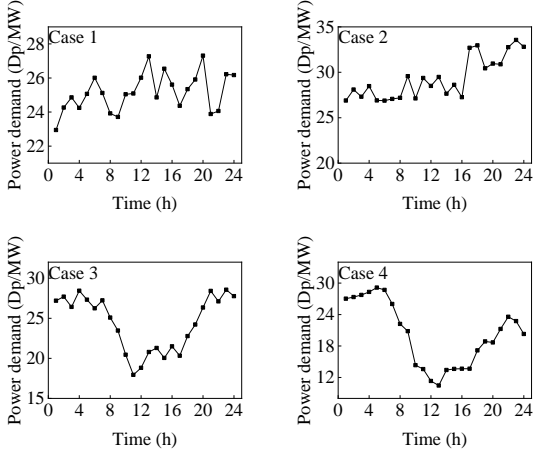 Case 1
Power demand (Dp/MW)
28
26
24
22
0 4 8 12 16 20 24
Time (h)
Case 2
Power demand (Dp/MW)
35
30
25
20
0 4 8 12 16 20 24
Time (h)
Case 3
Power demand (Dp/MW)
30
25
20
15
0 4 8 12 16 20 24
Time (h)
Case 4
Power demand (Dp/MW)
30
24
18
12
0 4 8 12 16 20 24
Time (h)